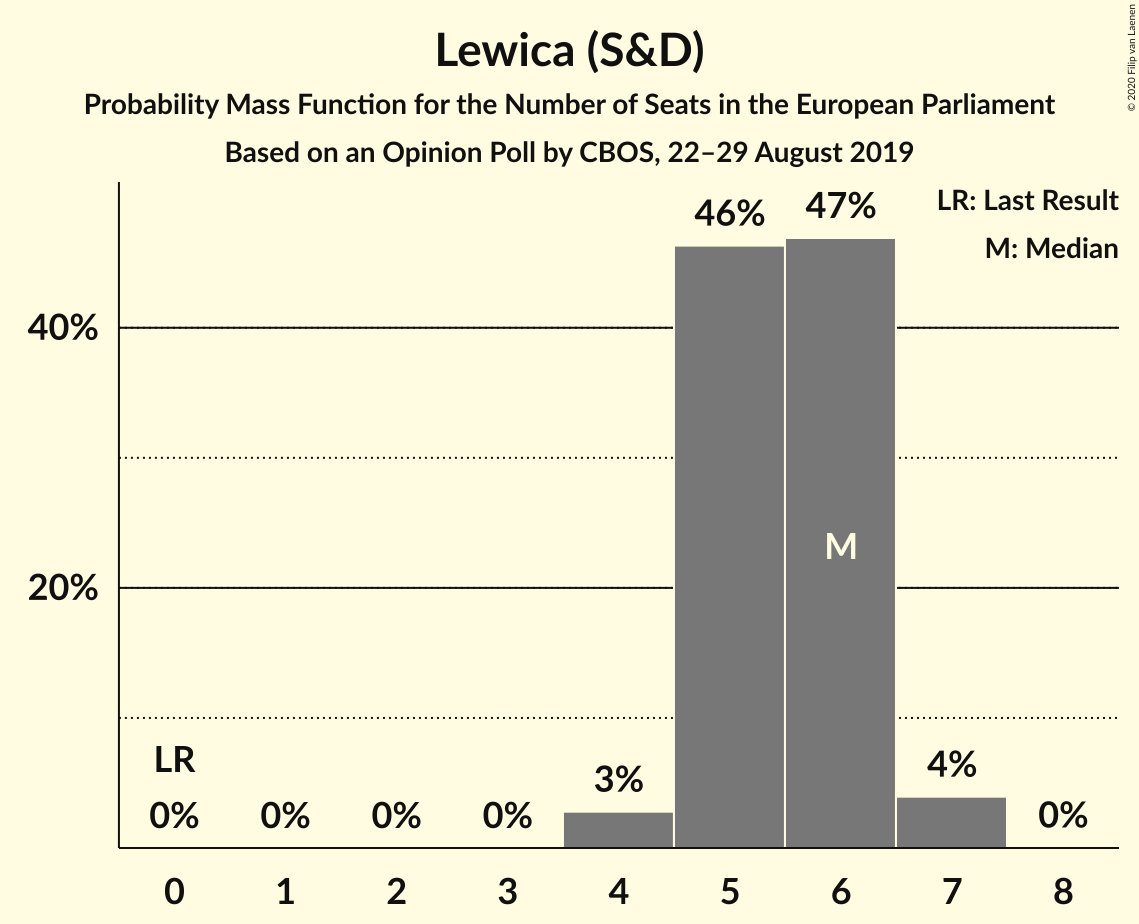 Lewica (S&D)
Probability Mass Function for the Number of Seats in the European Parliament
Based on an Opinion Poll by CBOS, 22–29 August 2019
© 2020 Filip van Laenen
LR: Last Result
M: Median
46%
47%
40%
M
20%
LR
0%
0%
0%
0%
3%
4%
0%
0
1
2
3
4
5
6
7
8